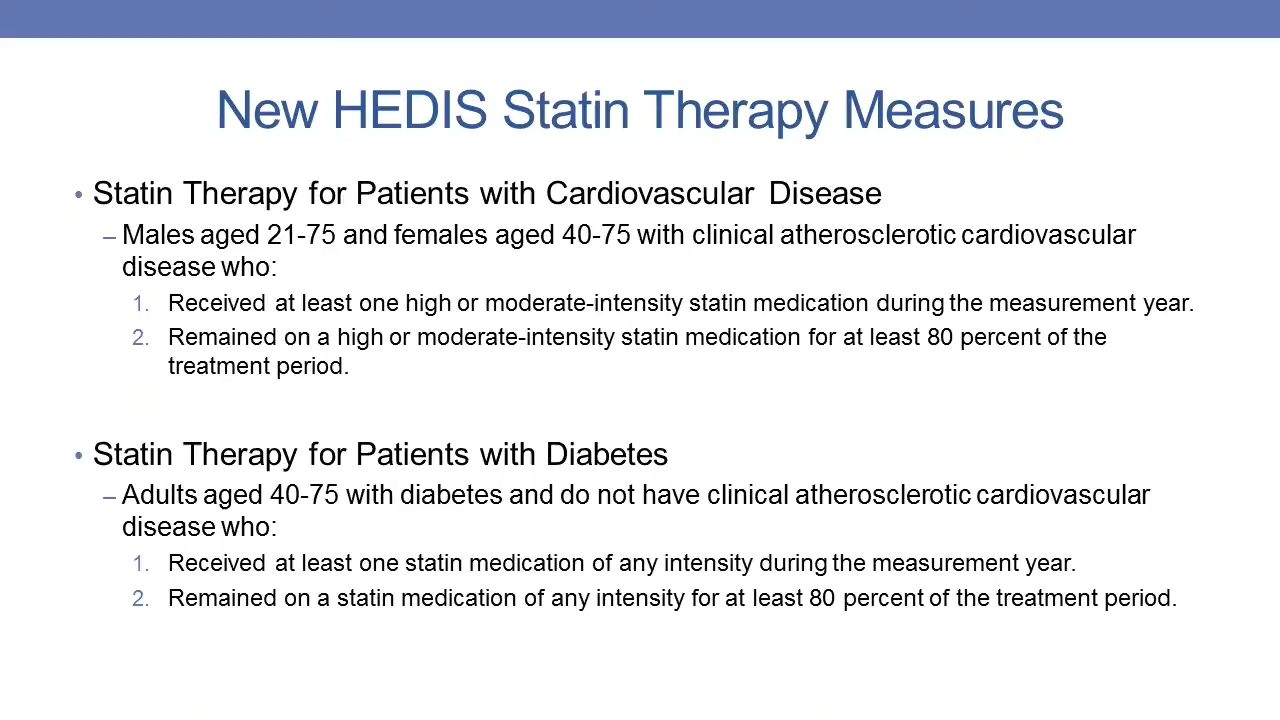 New HEDIS Statin Therapy Measures
• Statin Therapy for Patients with Cardiovascular Disease
– Males aged 21-75 and females aged 40-75 with clinical atherosclerotic cardiovascular
disease who:
1. Received at least one high or moderate-intensity statin medication during the measurement year.
2. Remained on a high or moderate-intensity statin medication for at least 80 percent of the
treatment period.
• Statin Therapy for Patients with Diabetes
– Adults aged 40-75 with diabetes and do not have clinical atherosclerotic cardiovascular
disease who:
1. Received at least one statin medication of any intensity during the measurement year.
2. Remained on a statin medication of any intensity for at least 80 percent of the treatment period.